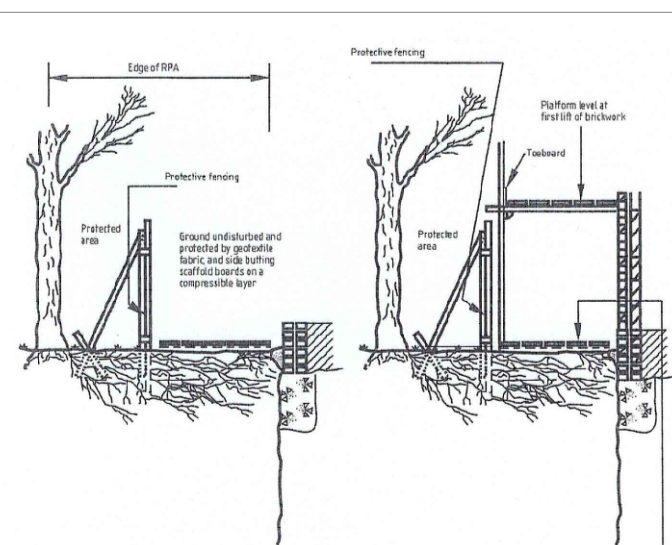 Edge of RPA
Protective fencing
Protected
area
Ground undisturbed and
protected by geotextile
fabric, and side butting
scaffold boards on a
compressible layer
Protective fencing
Platform level at
first lift of brickwork
Toeboard
Protected
area